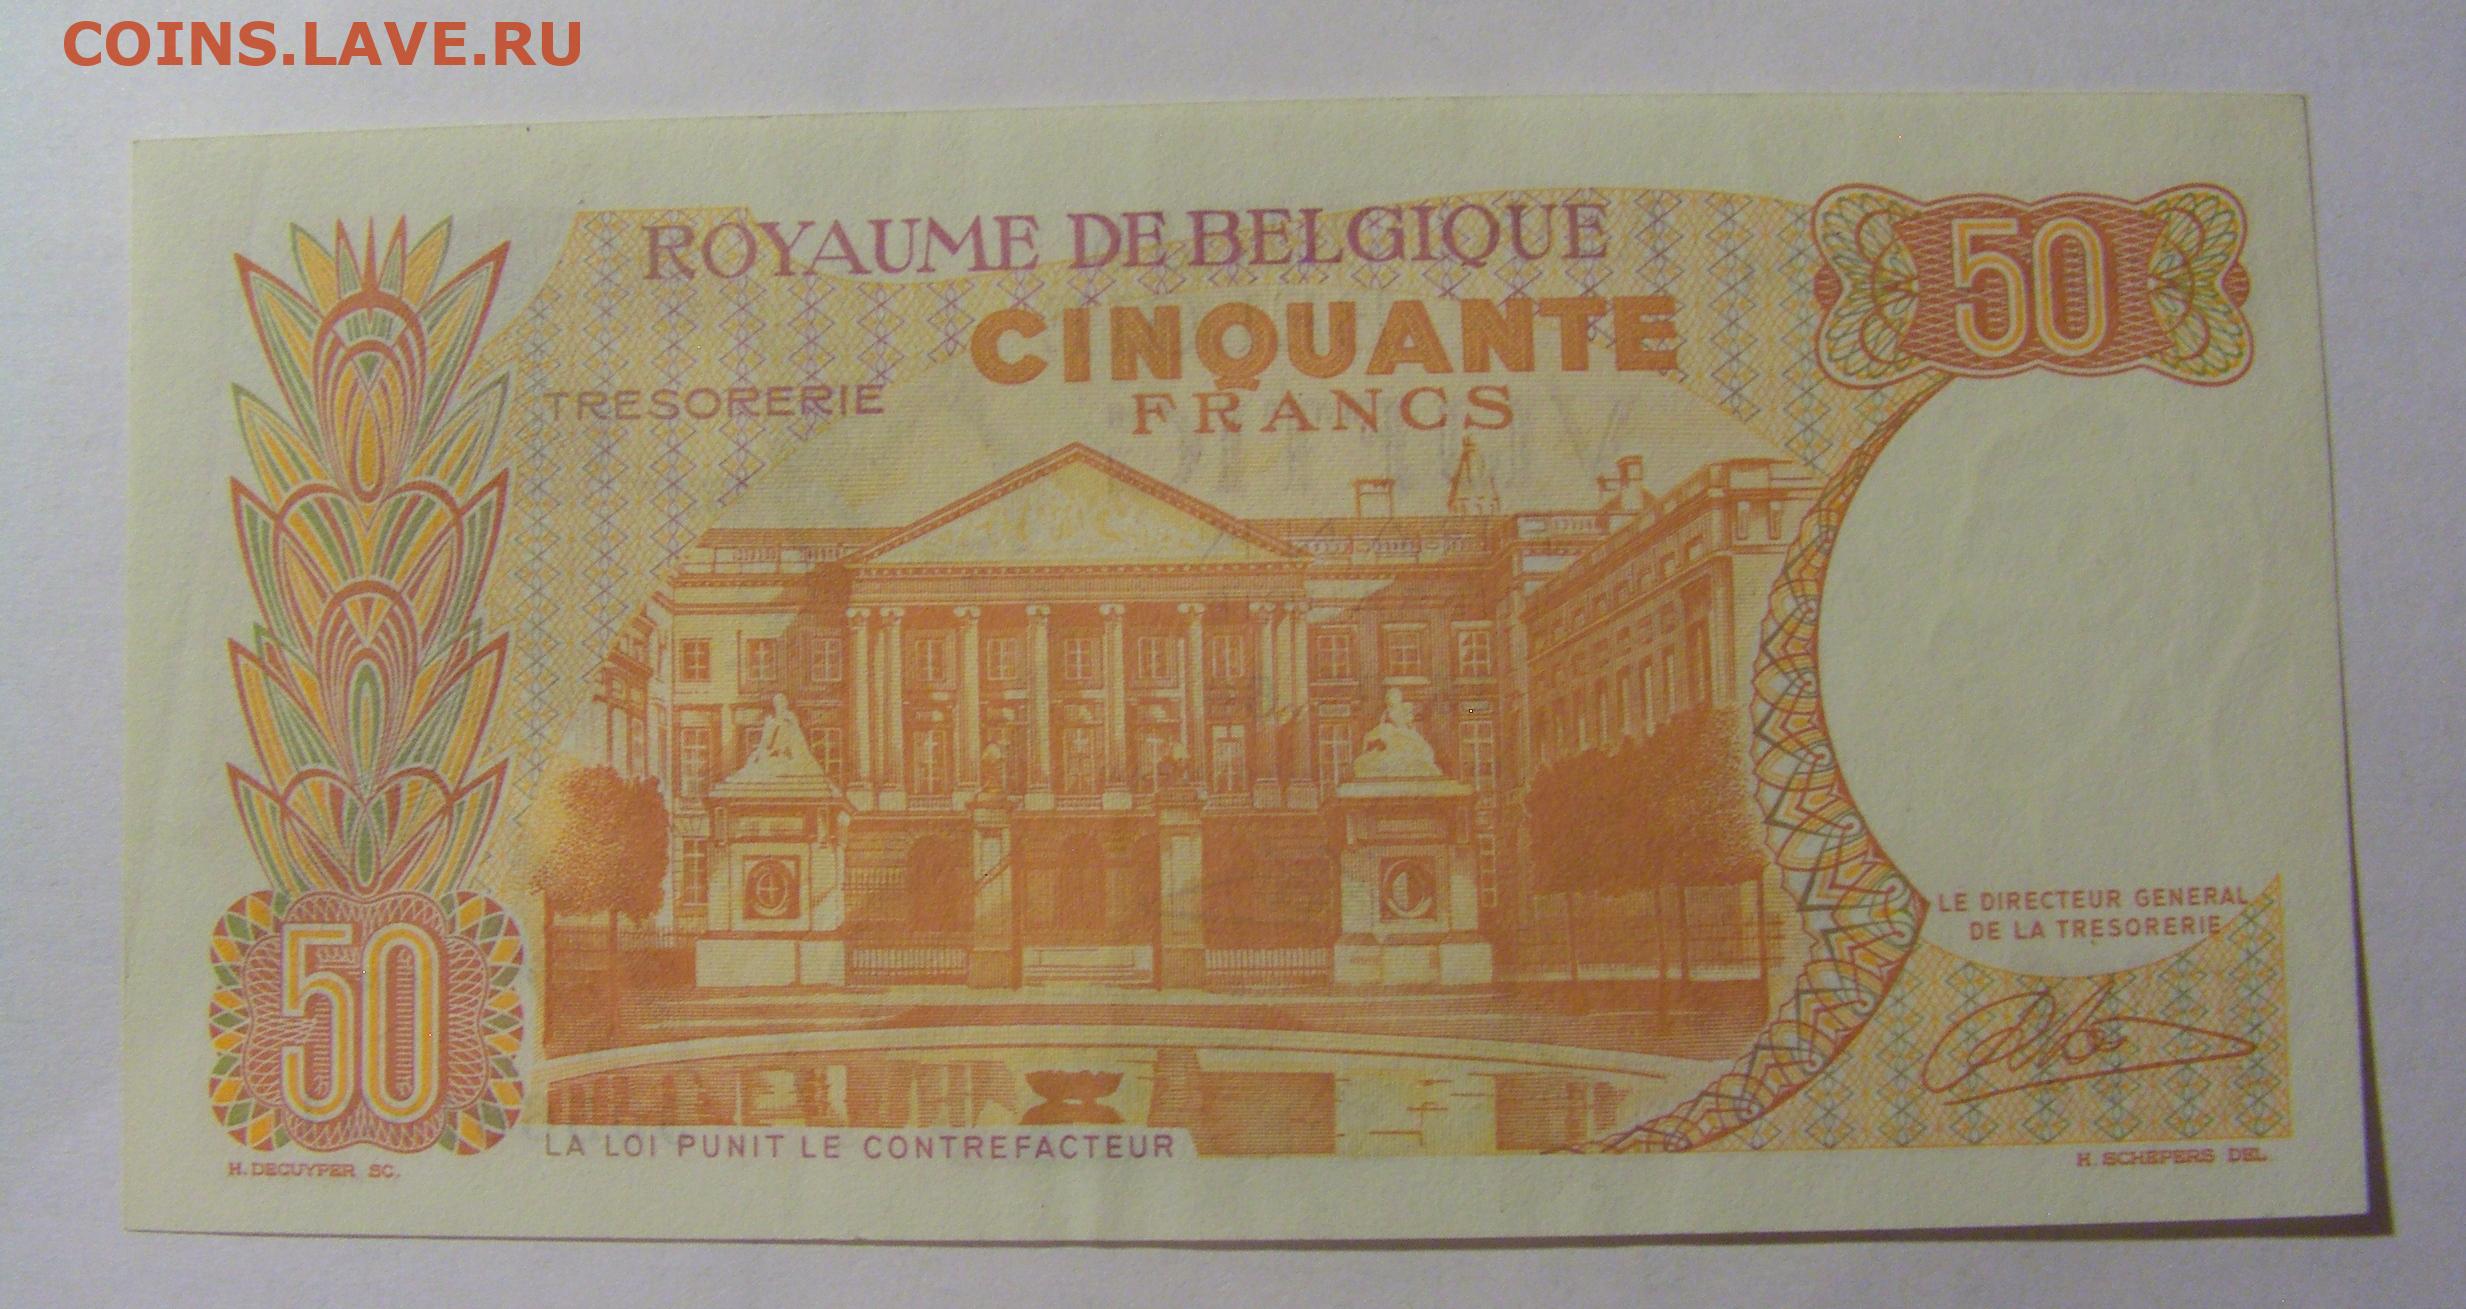 COINS.LAVE.RU
ROYAUME DE BELGIQUE
50
CINQUANTE
TRESORERIE
FRANCS
LE DIRECTEUR GENERAL
DE LA TRESORERIE
50
LA LOI PUNIT LE CONTREFACTEUR
H. DECUYPER SC.
H. SCHEPERS DEL.